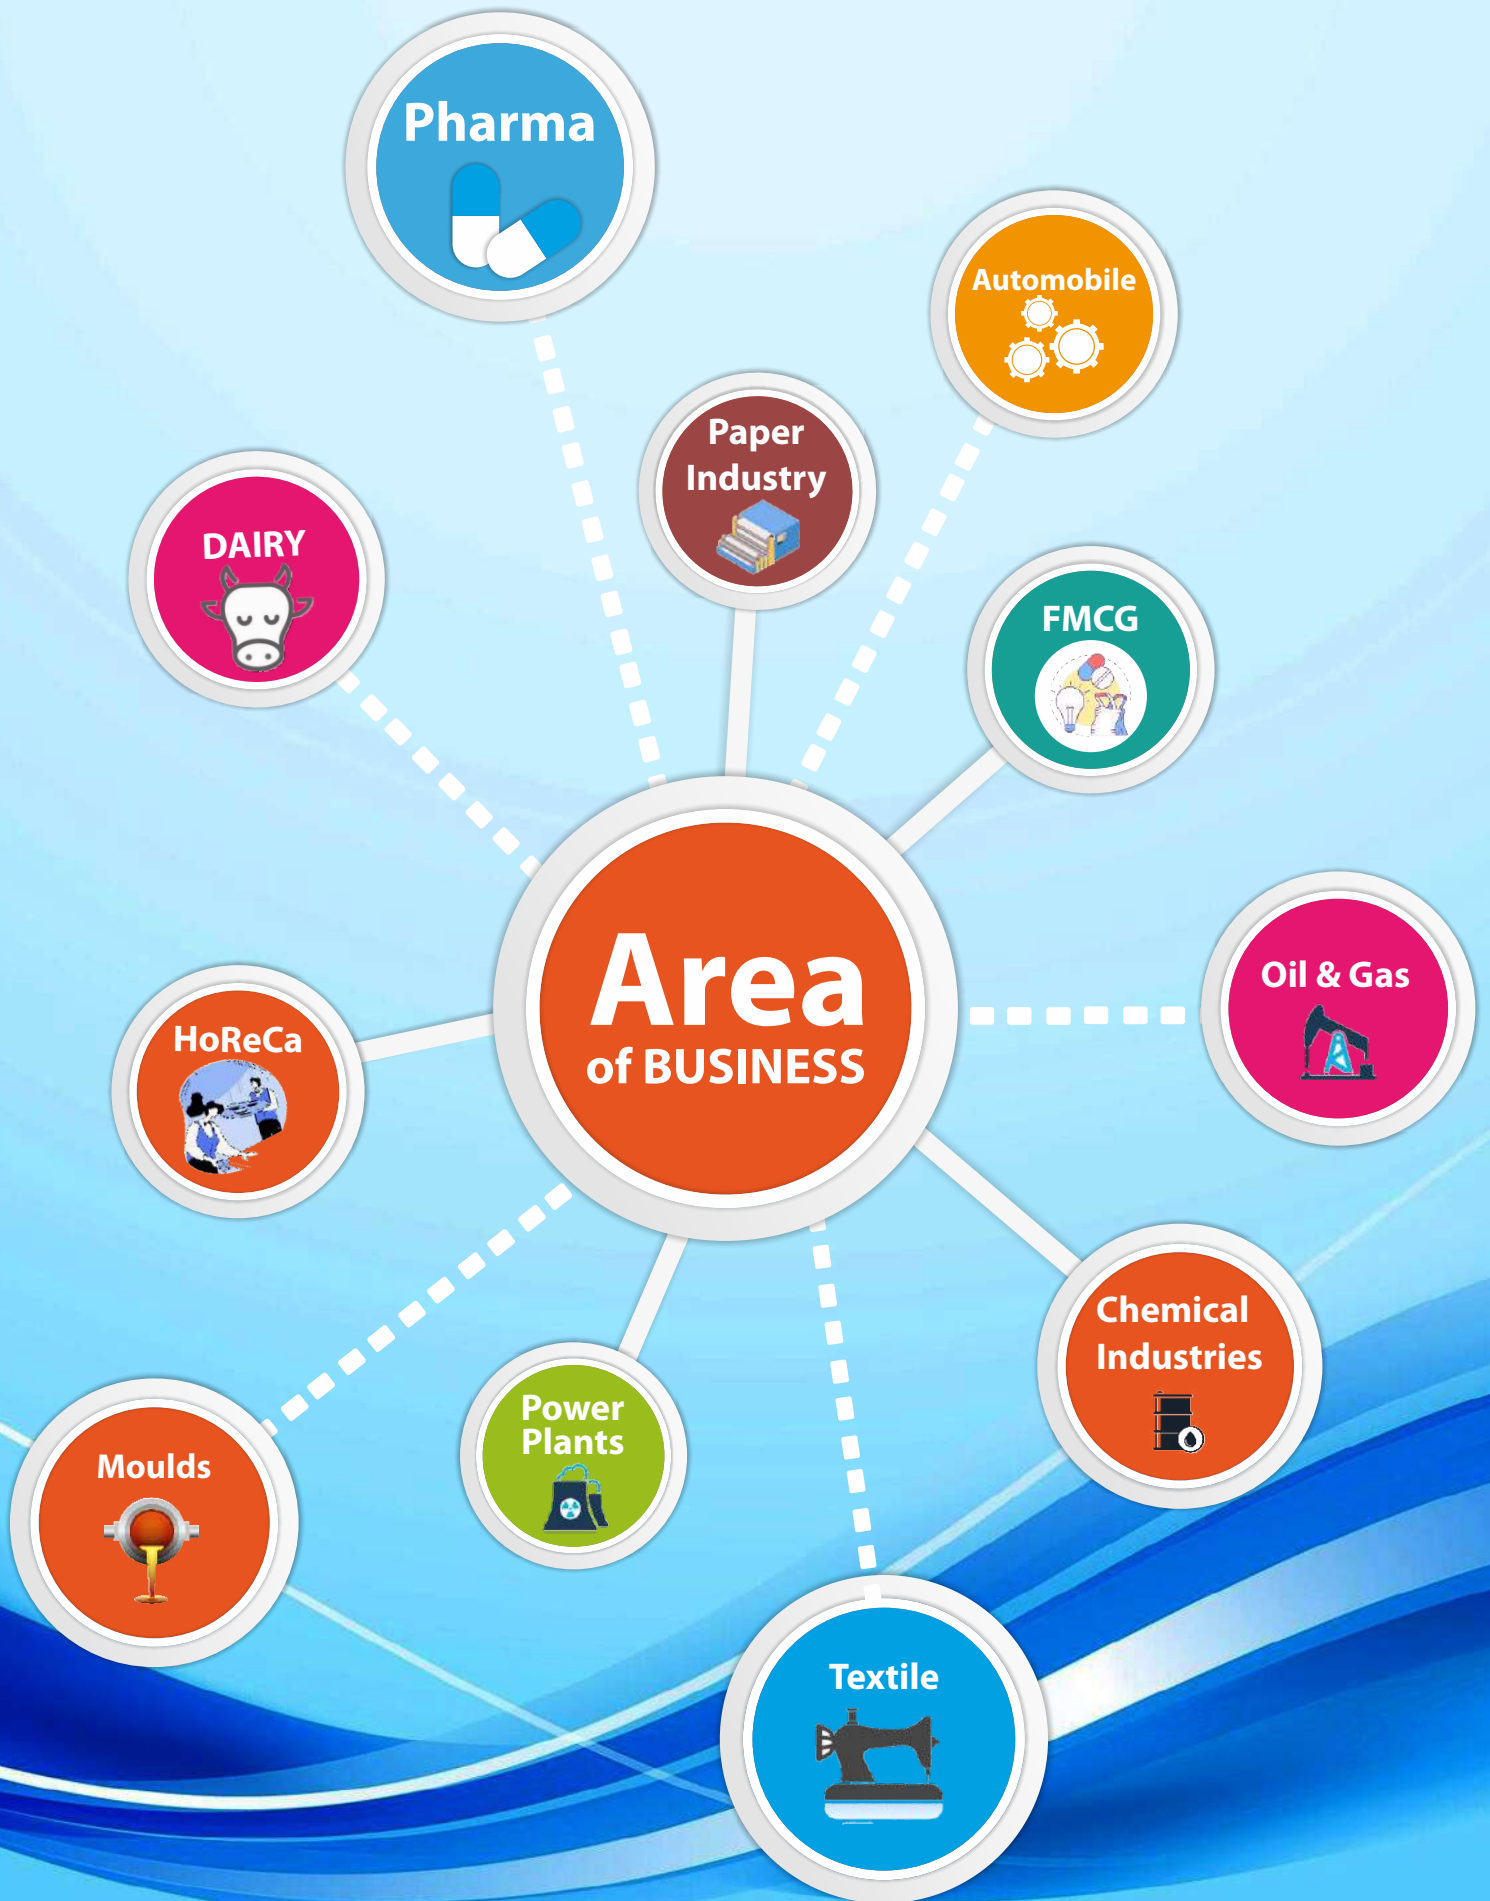 Pharma
Automobile
Paper
Industry
DAIRY
FMCG
Area
of BUSINESS
Oil & Gas
HoReCa
Chemical
Industries
Power
Plants
Moulds
Textile